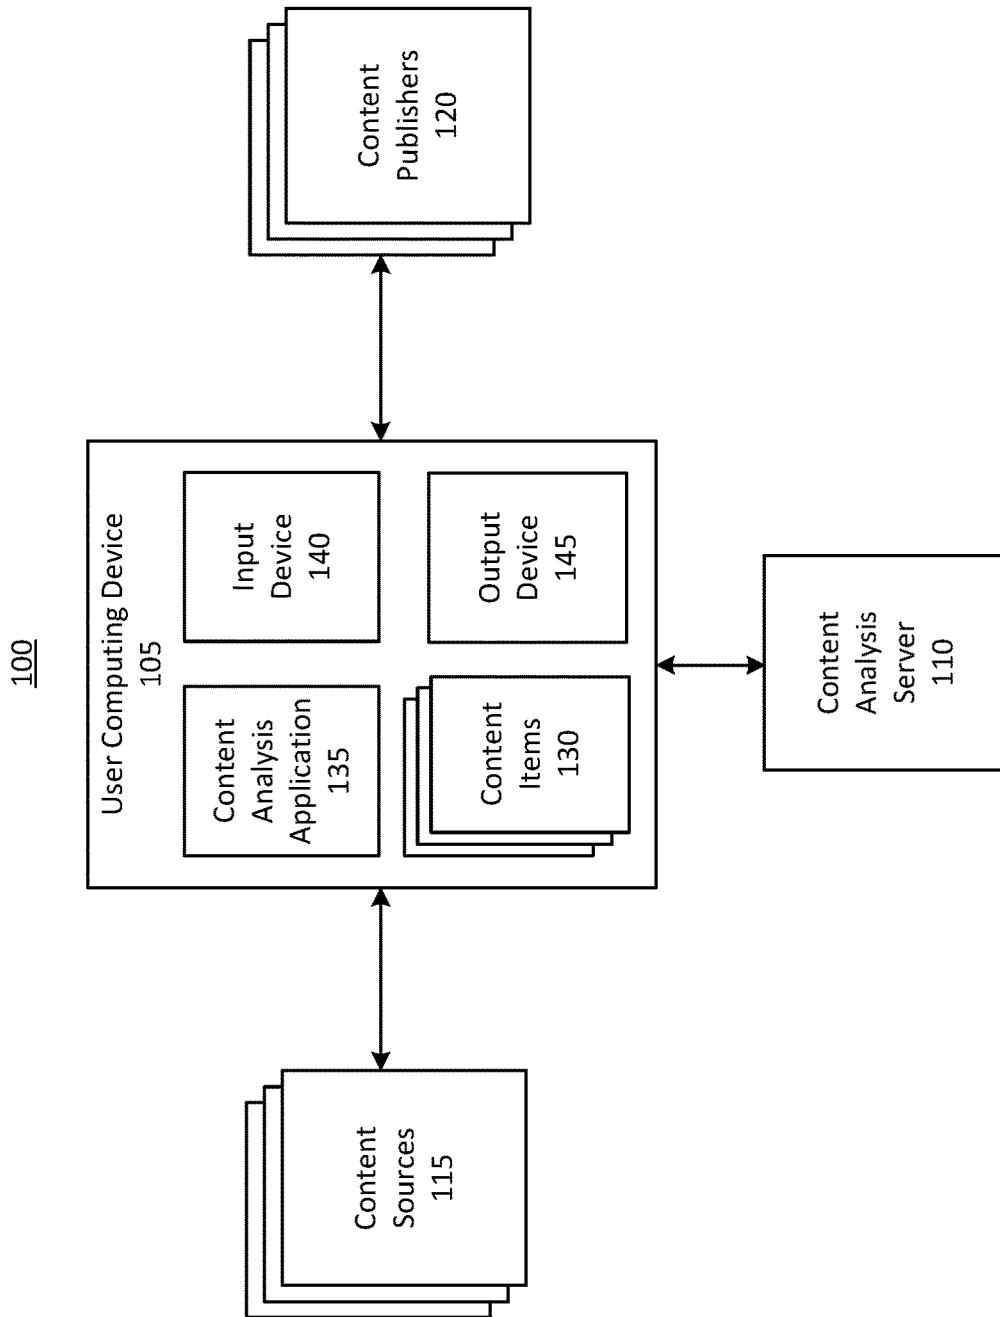 100
User Computing Device
105
Content
Analysis
Application
135
Input
Device
140
Content
Items
130
Output
Device
145
Content
Sources
115
Content
Publishers
120
Content
Analysis
Server
110